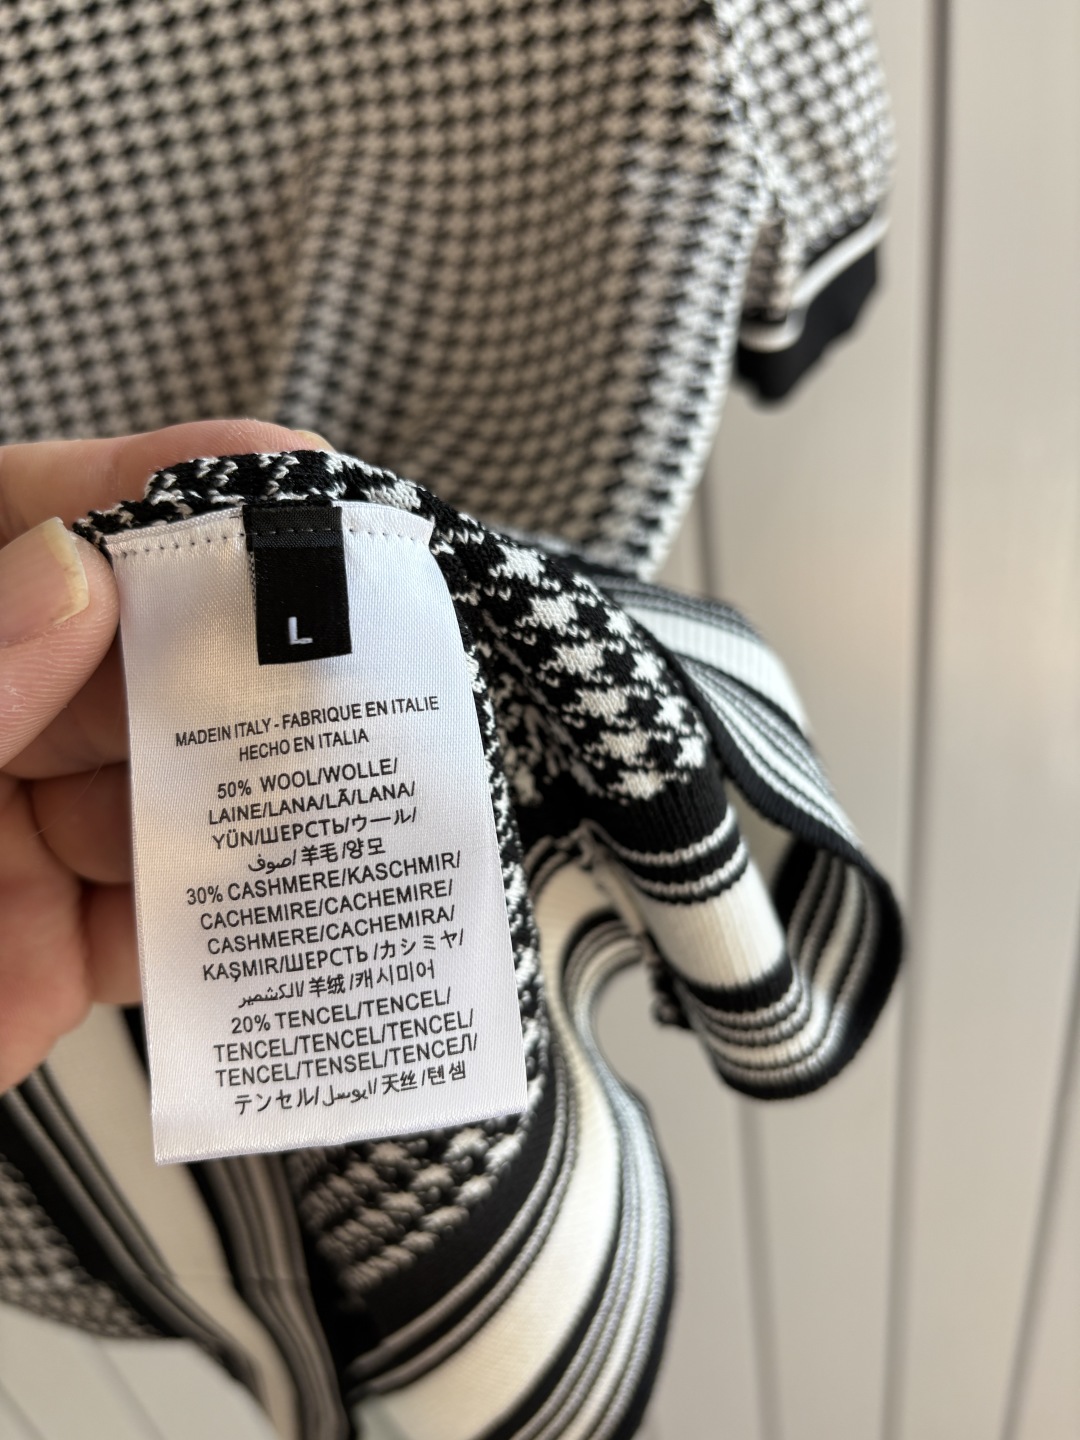 L
MADEIN ITALY - FABRIQUE EN ITALIE
HECHO EN ITALIA
50% WOOL/WOLLE/
LAINE/LANA/LÃ/LANA/
YÜN/ШЕРСТЬ/ウール/
صوف/羊毛/양모
30% CASHMERE/KASCHMIR/
CACHEMIRE/CACHEMIRE/
CASHMERE/CACHEMIRA/
KAŞMIR/ШЕРСТЬ/カシミヤ/
الكشمير/羊绒/캐시미어
20% TENCEL/TENCEL/
TENCEL/TENCEL/TENCEL/
TENCEL/TENSEL/TENCEЛ/
テンセル/ايوسل/天丝/텐셀